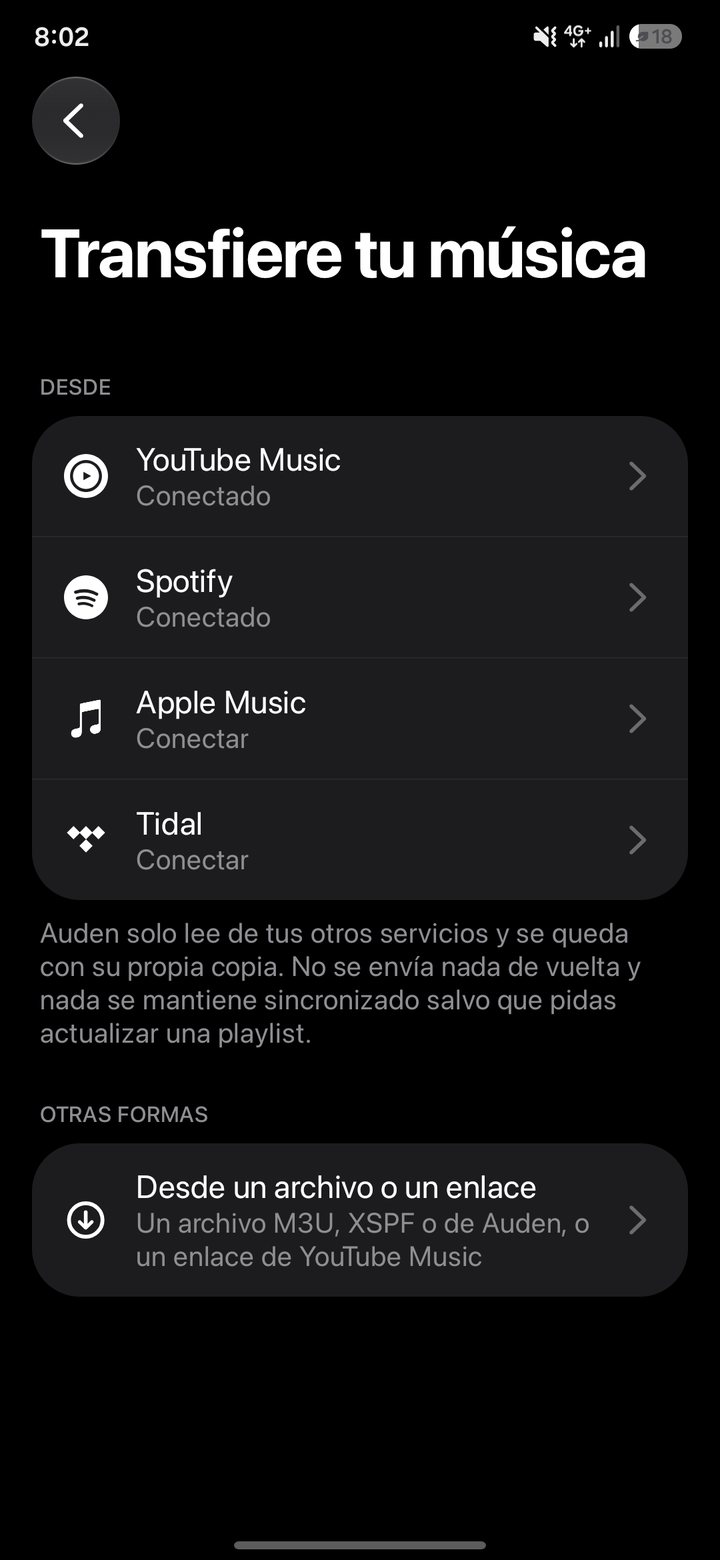 8:02
4G+
18
Transfiere tu música
DESDE
YouTube Music
Conectado
Spotify
Conectado
Apple Music
Conectar
Tidal
Conectar
Auden solo lee de tus otros servicios y se queda
con su propia copia. No se envía nada de vuelta y
nada se mantiene sincronizado salvo que pidas
actualizar una playlist.
OTRAS FORMAS
Desde un archivo o un enlace
Un archivo M3U, XSPF o de Auden, o
un enlace de YouTube Music